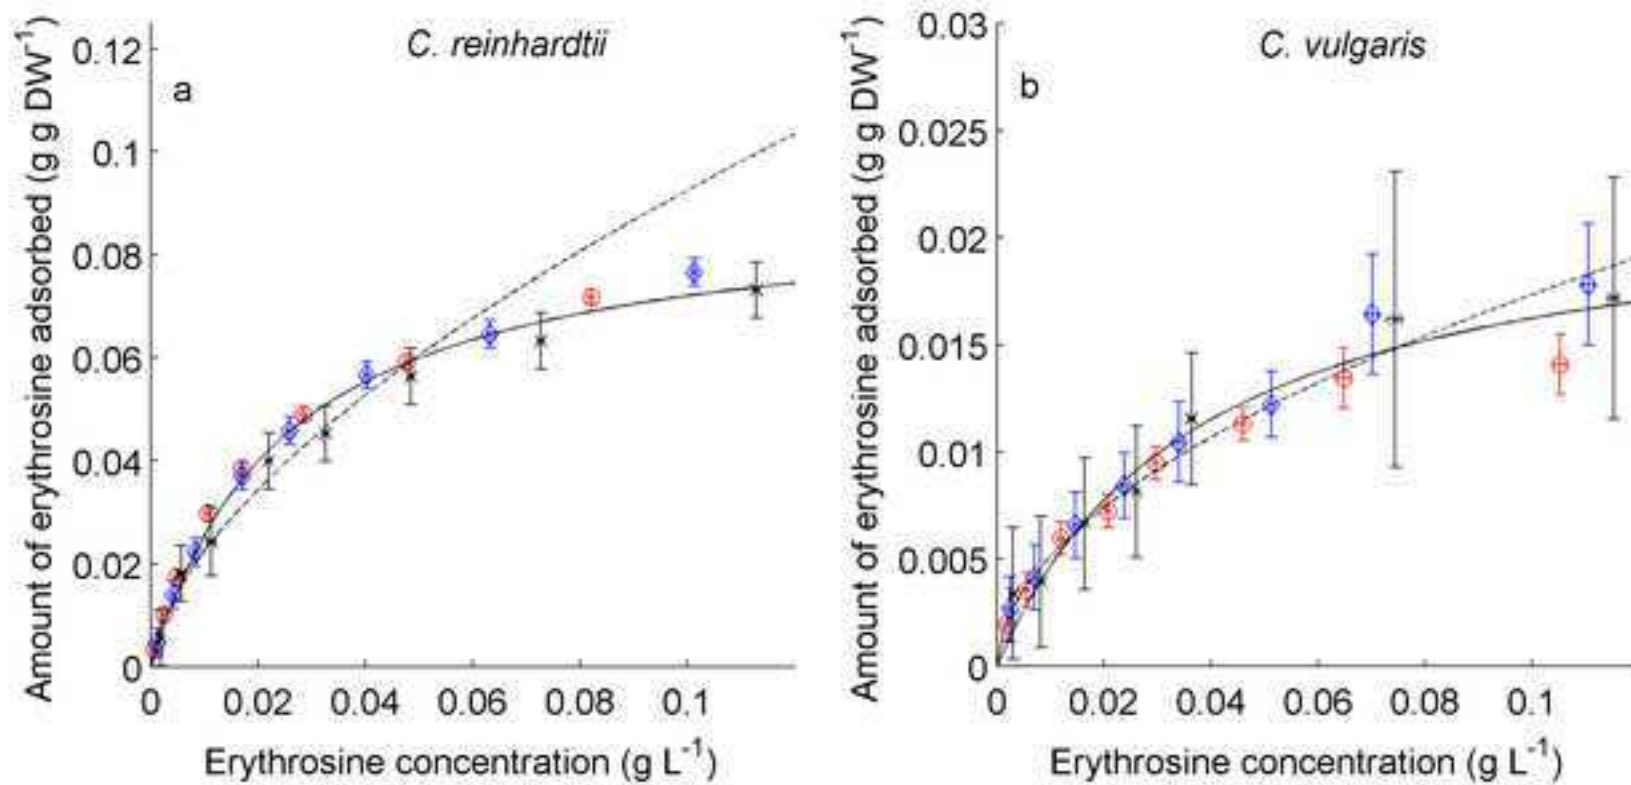 C. reinhardtii
a
Amount of erythrosine adsorbed (g g DW⁻¹)
0.12
0.1
0.08
0.06
0.04
0.02
0
0 0.02 0.04 0.06 0.08 0.1
Erythrosine concentration (g L⁻¹)
C. vulgaris
b
Amount of erythrosine adsorbed (g g DW⁻¹)
0.03
0.025
0.02
0.015
0.01
0.005
0
0 0.02 0.04 0.06 0.08 0.1
Erythrosine concentration (g L⁻¹)